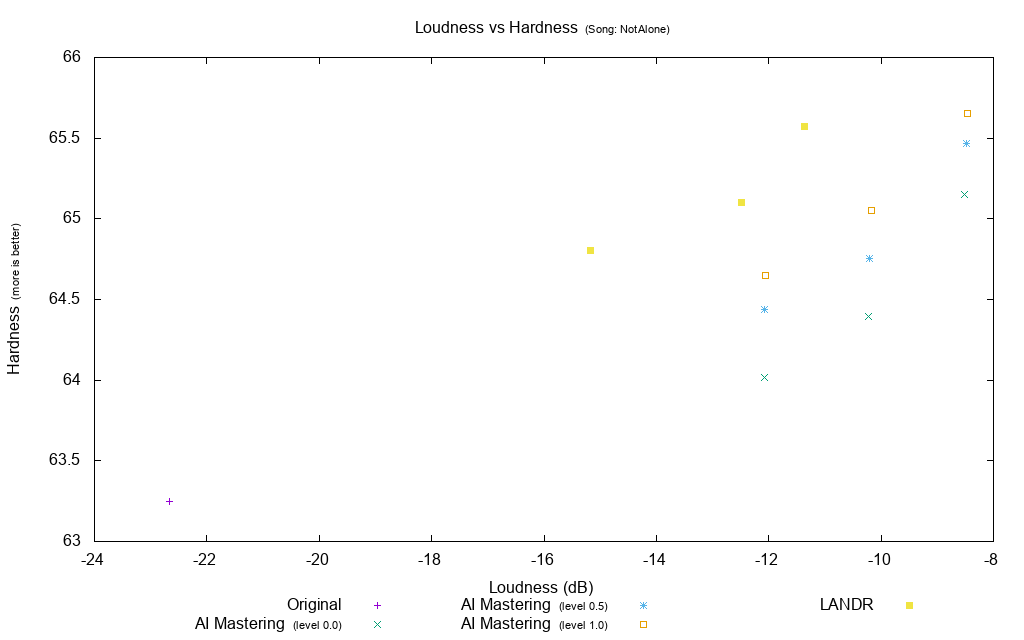 Loudness vs Hardness (Song: NotAlone)
66
65.5
65
64.5
64
63.5
63
Hardness (more is better)
-24 -22 -20 -18 -16 -14 -12 -10 -8
Loudness (dB)
Original AI Mastering (level 0.5) LANDR
AI Mastering (level 0.0) AI Mastering (level 1.0)